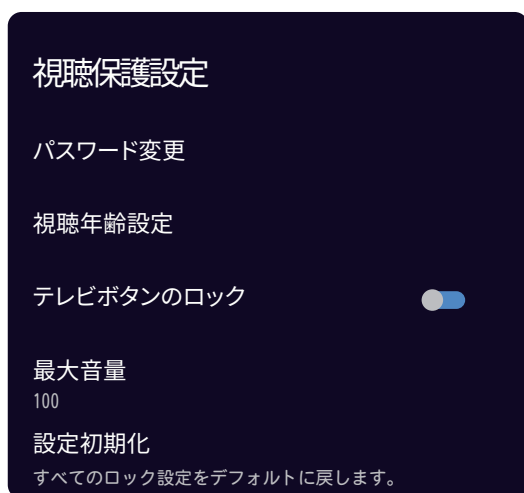 視聴保護設定
パスワード変更
視聴年齢設定
テレビボタンのロック
最大音量
100
設定初期化
すべてのロック設定をデフォルトに戻します。